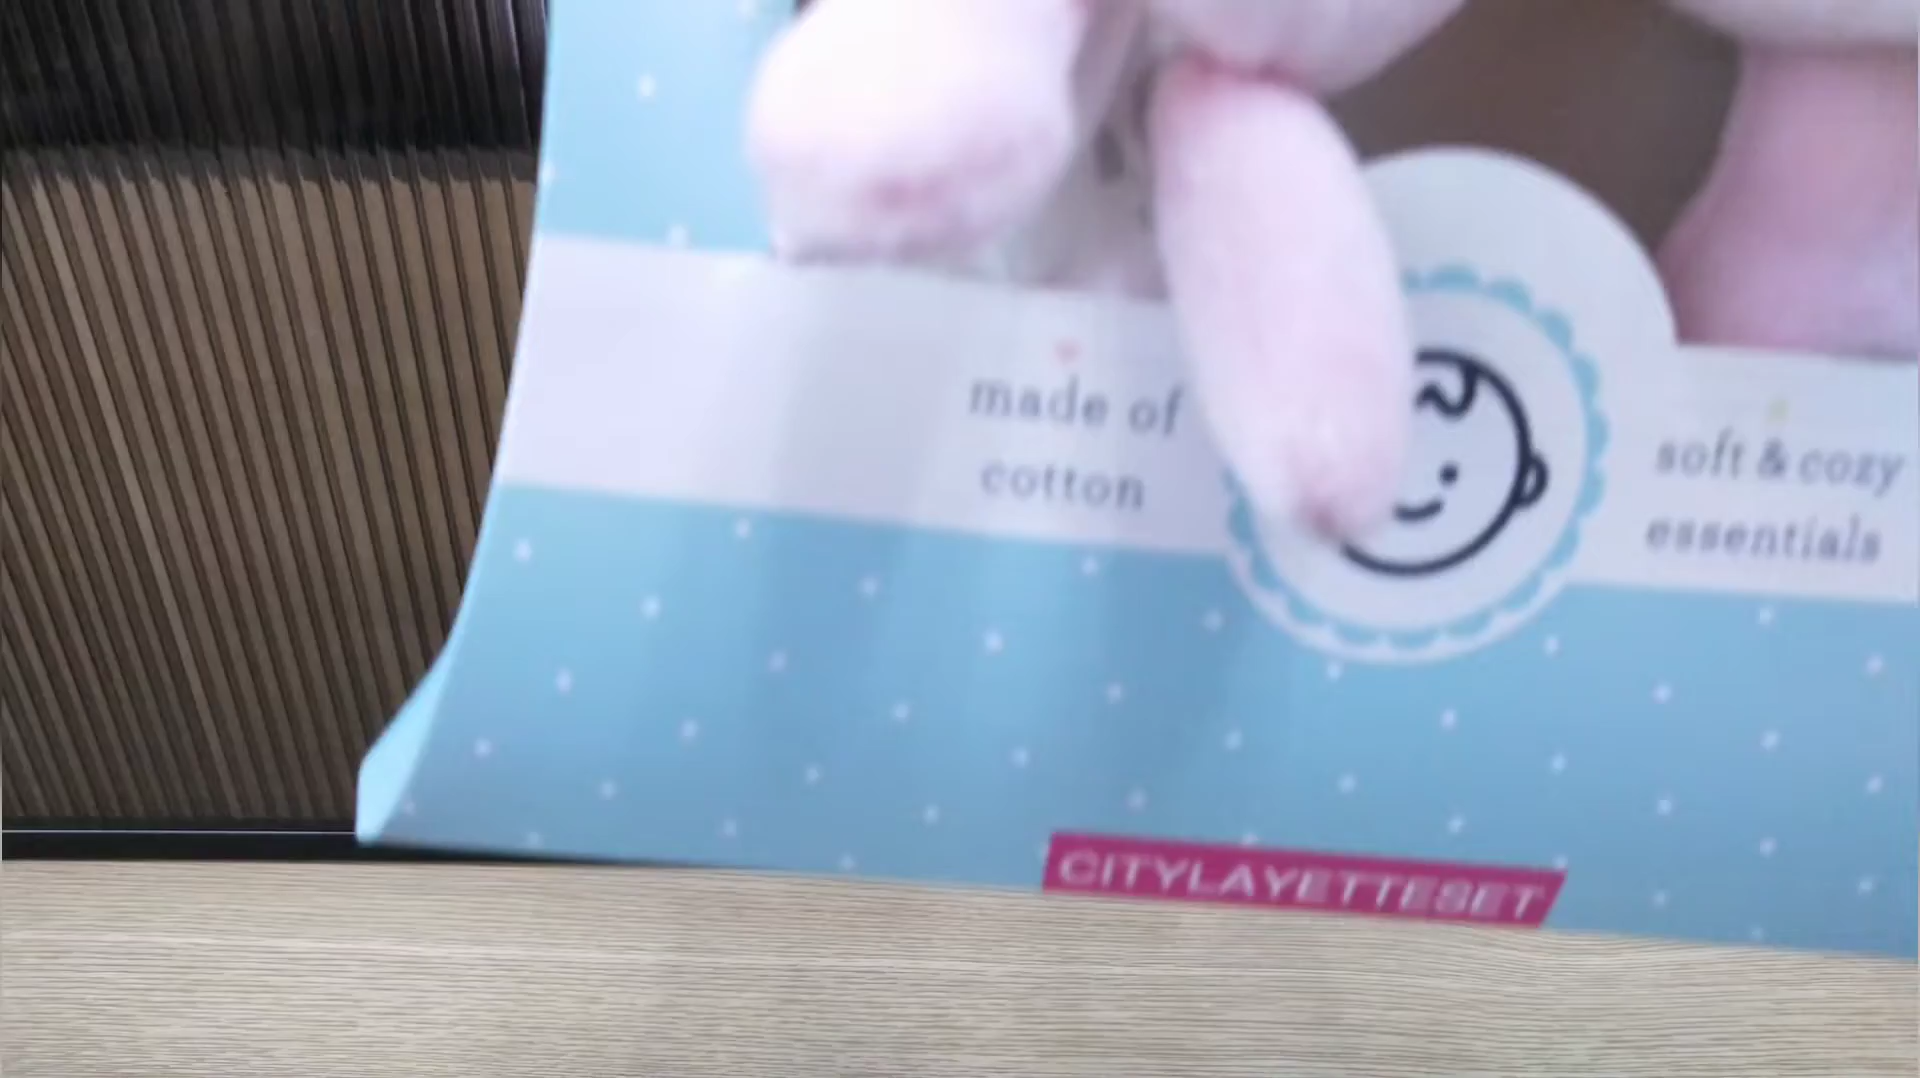 made of
cotton
soft & cozy
essentials
CITYLAYETTESET